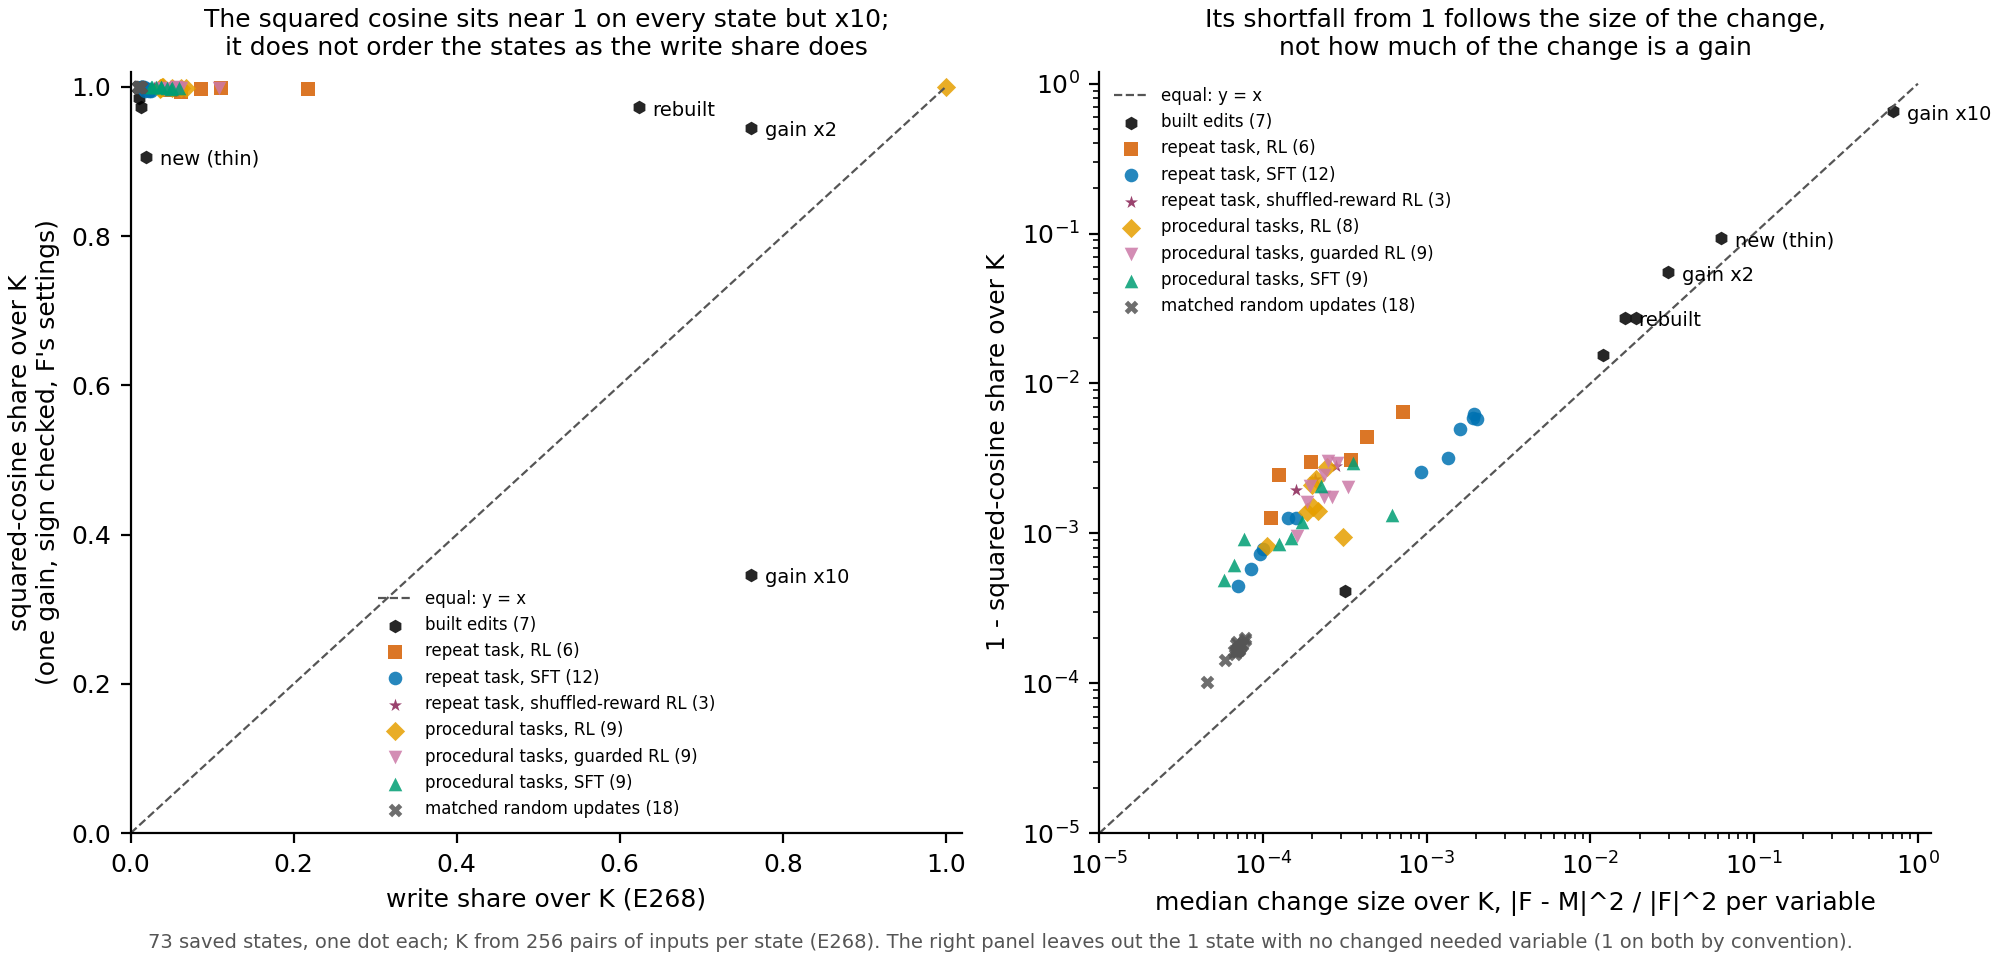 The squared cosine sits near 1 on every state but x10;
it does not order the states as the write share does
squared-cosine share over K
(one gain, sign checked, F's settings)
1.0
0.8
0.6
0.4
0.2
0.0
rebuilt
gain x2
new (thin)
gain x10
equal: y = x
built edits (7)
repeat task, RL (6)
repeat task, SFT (12)
repeat task, shuffled-reward RL (3)
procedural tasks, RL (9)
procedural tasks, guarded RL (9)
procedural tasks, SFT (9)
matched random updates (18)
0.0 0.2 0.4 0.6 0.8 1.0
write share over K (E268)
Its shortfall from 1 follows the size of the change,
not how much of the change is a gain
1 - squared-cosine share over K
10^0
10^-1
10^-2
10^-3
10^-4
10^-5
equal: y = x
built edits (7)
repeat task, RL (6)
repeat task, SFT (12)
repeat task, shuffled-reward RL (3)
procedural tasks, RL (8)
procedural tasks, guarded RL (9)
procedural tasks, SFT (9)
matched random updates (18)
gain x10
new (thin)
gain x2
rebuilt
10^-5 10^-4 10^-3 10^-2 10^-1 10^0
median change size over K, |F - M|^2 / |F|^2 per variable
73 saved states, one dot each; K from 256 pairs of inputs per state (E268). The right panel leaves out the 1 state with no changed needed variable (1 on both by convention).